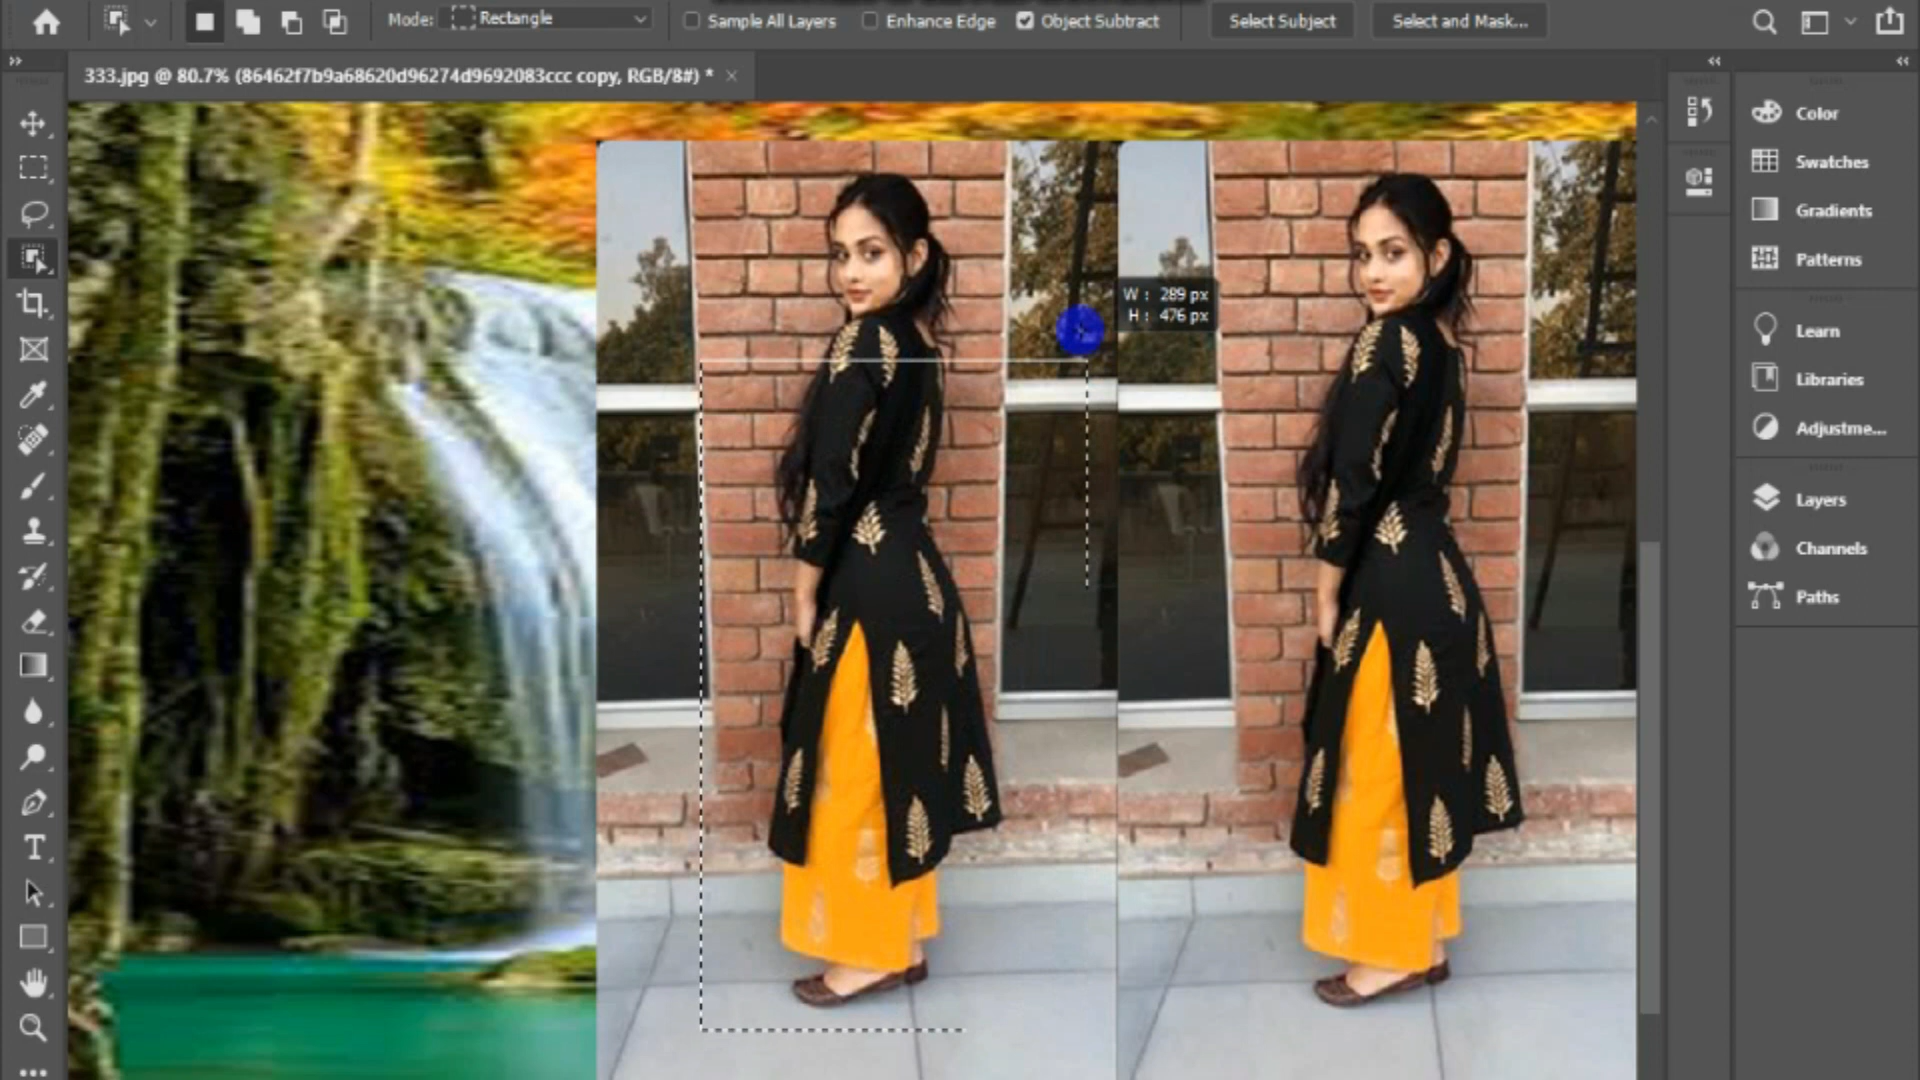 Mode: Rectangle Sample All Layers Enhance Edge Object Subtract Select Subject Select and Mask...
333.jpg @ 80.7% (86462f7b9a68620d96274d9692083ccc copy, RGB/8#) * ×
Color
Swatches
Gradients
Patterns
W : 289 px
H : 476 px
Learn
Libraries
Adjustme...
Layers
Channels
Paths